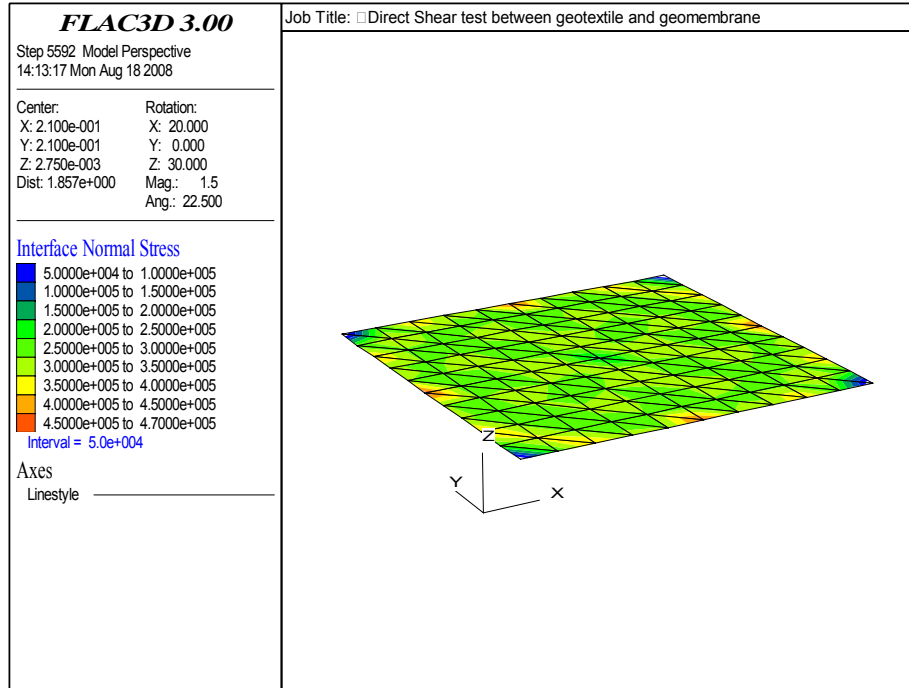 FLAC3D 3.00
Step 5592 Model Perspective
14:13:17 Mon Aug 18 2008
Center:
X: 2.100e-001
Y: 2.100e-001
Z: 2.750e-003
Dist: 1.857e+000
Rotation:
X: 20.000
Y: 0.000
Z: 30.000
Mag.: 1.5
Ang.: 22.500
Interface Normal Stress
5.0000e+004 to 1.0000e+005
1.0000e+005 to 1.5000e+005
1.5000e+005 to 2.0000e+005
2.0000e+005 to 2.5000e+005
2.5000e+005 to 3.0000e+005
3.0000e+005 to 3.5000e+005
3.5000e+005 to 4.0000e+005
4.0000e+005 to 4.5000e+005
4.5000e+005 to 4.7000e+005
Interval = 5.0e+004
Axes
Linestyle
Job Title: □Direct Shear test between geotextile and geomembrane
Z
Y
X